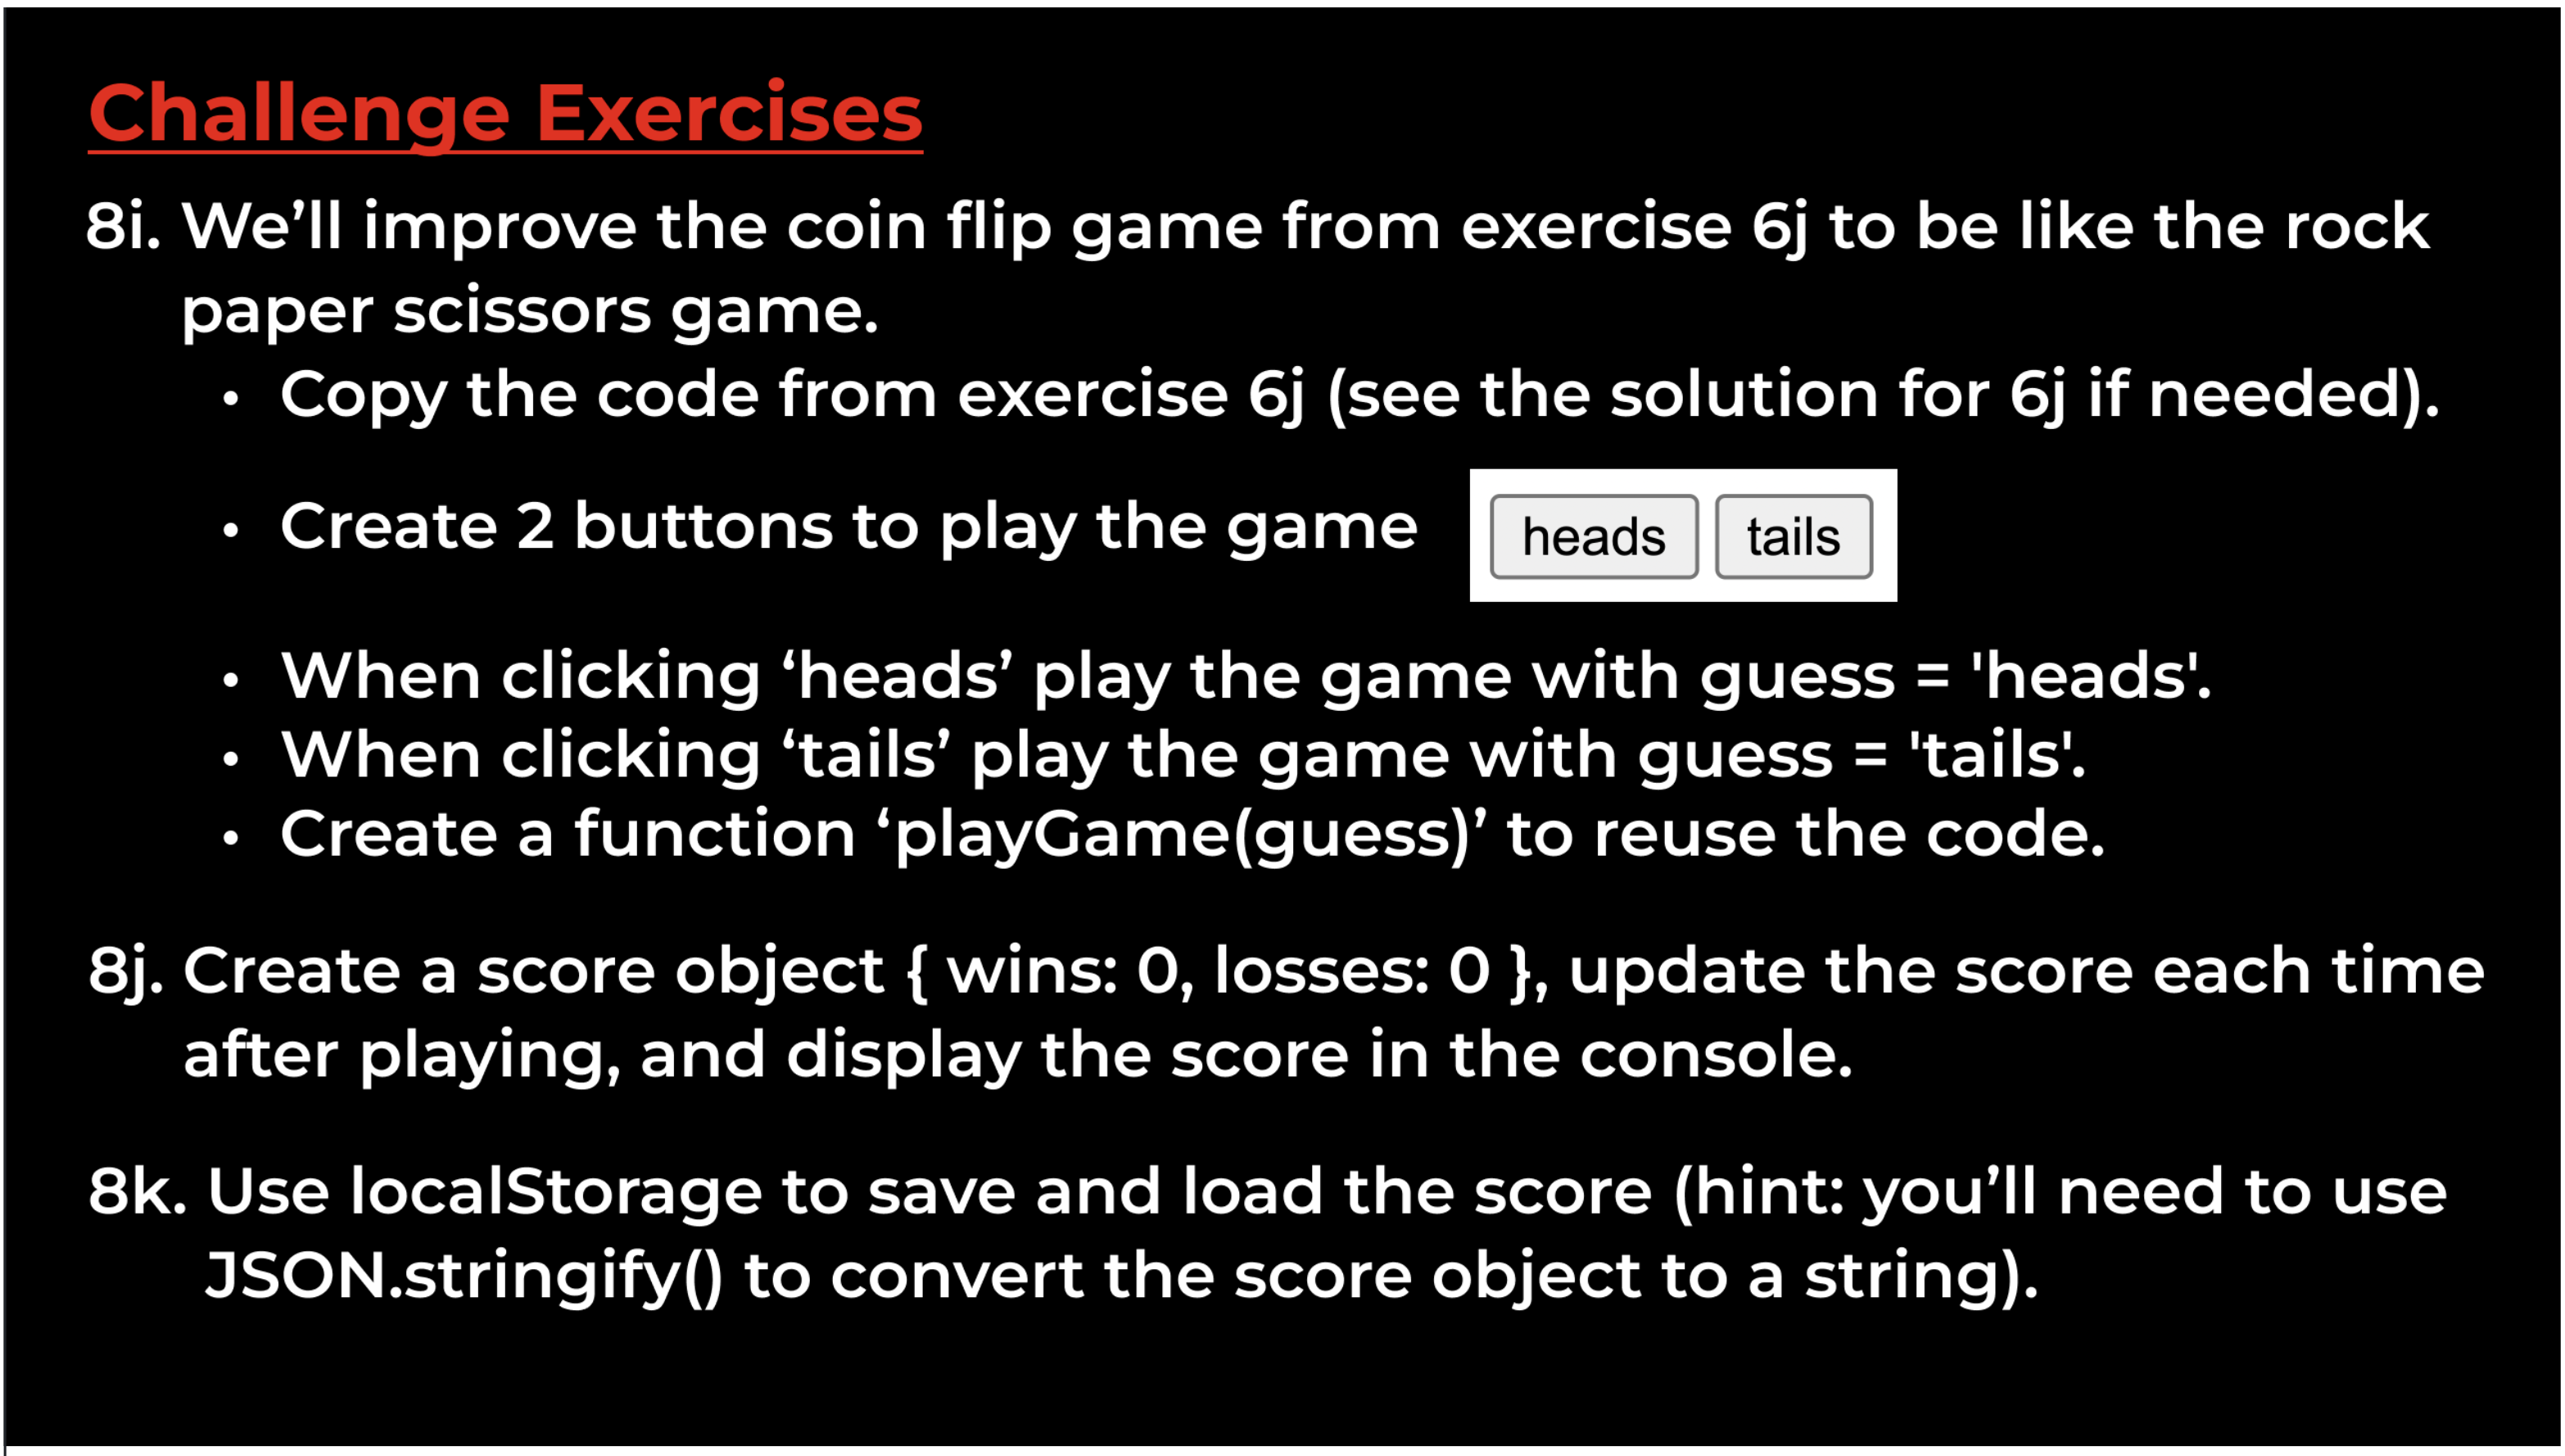 Challenge Exercises
8i. We’ll improve the coin flip game from exercise 6j to be like the rock
paper scissors game.
• Copy the code from exercise 6j (see the solution for 6j if needed).
• Create 2 buttons to play the game heads tails
• When clicking ‘heads’ play the game with guess = 'heads'.
• When clicking ‘tails’ play the game with guess = 'tails'.
• Create a function ‘playGame(guess)’ to reuse the code.
8j. Create a score object { wins: 0, losses: 0 }, update the score each time
after playing, and display the score in the console.
8k. Use localStorage to save and load the score (hint: you’ll need to use
JSON.stringify() to convert the score object to a string).